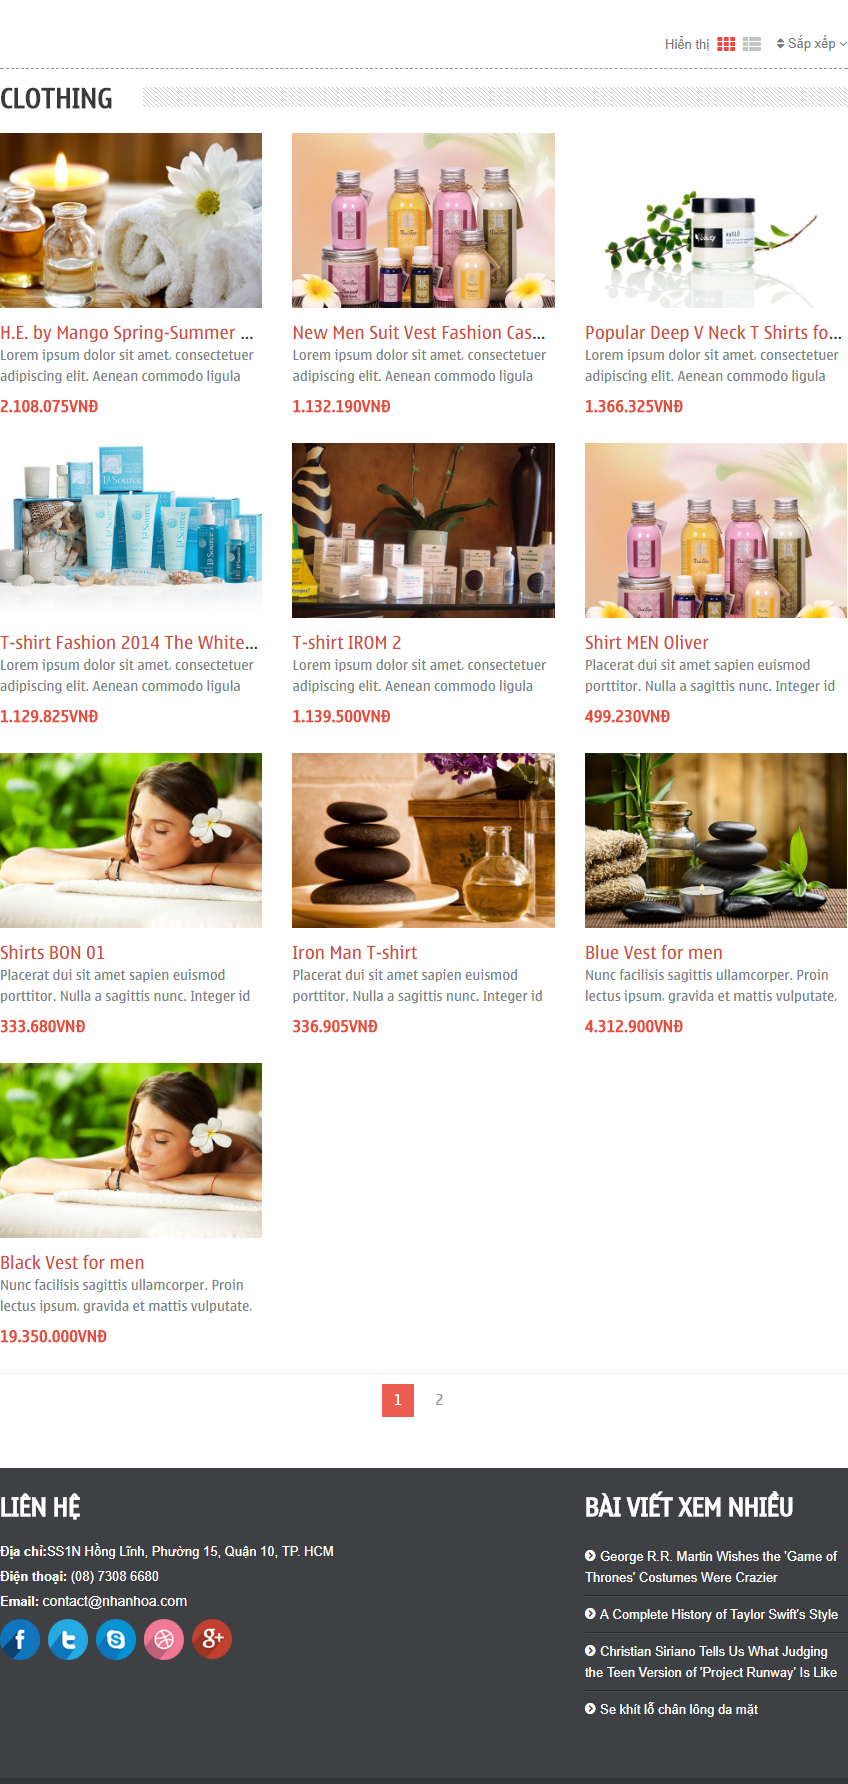 Hiển thị Sắp xếp
CLOTHING
H.E. by Mango Spring-Summer ...
Lorem ipsum dolor sit amet, consectetuer
adipiscing elit. Aenean commodo ligula
2.108.075VNĐ
New Men Suit Vest Fashion Cas...
Lorem ipsum dolor sit amet, consectetuer
adipiscing elit. Aenean commodo ligula
1.132.190VNĐ
Popular Deep V Neck T Shirts fo...
Lorem ipsum dolor sit amet, consectetuer
adipiscing elit. Aenean commodo ligula
1.366.325VNĐ
T-shirt Fashion 2014 The White...
Lorem ipsum dolor sit amet, consectetuer
adipiscing elit. Aenean commodo ligula
1.129.825VNĐ
T-shirt IROM 2
Lorem ipsum dolor sit amet, consectetuer
adipiscing elit. Aenean commodo ligula
1.139.500VNĐ
Shirt MEN Oliver
Placerat dui sit amet sapien euismod
porttitor. Nulla a sagittis nunc. Integer id
499.230VNĐ
Shirts BON 01
Placerat dui sit amet sapien euismod
porttitor. Nulla a sagittis nunc. Integer id
333.680VNĐ
Iron Man T-shirt
Placerat dui sit amet sapien euismod
porttitor. Nulla a sagittis nunc. Integer id
336.905VNĐ
Blue Vest for men
Nunc facilisis sagittis ullamcorper. Proin
lectus ipsum, gravida et mattis vulputate,
4.312.900VNĐ
Black Vest for men
Nunc facilisis sagittis ullamcorper. Proin
lectus ipsum, gravida et mattis vulputate,
19.350.000VNĐ
1 2
LIÊN HỆ
Địa chỉ:SS1N Hồng Lĩnh, Phường 15, Quận 10, TP. HCM
Điện thoại: (08) 7308 6680
Email: contact@nhanhoa.com
BÀI VIẾT XEM NHIỀU
George R.R. Martin Wishes the 'Game of
Thrones' Costumes Were Crazier
A Complete History of Taylor Swift's Style
Christian Siriano Tells Us What Judging
the Teen Version of 'Project Runway' Is Like
Se khít lỗ chân lông da mặt